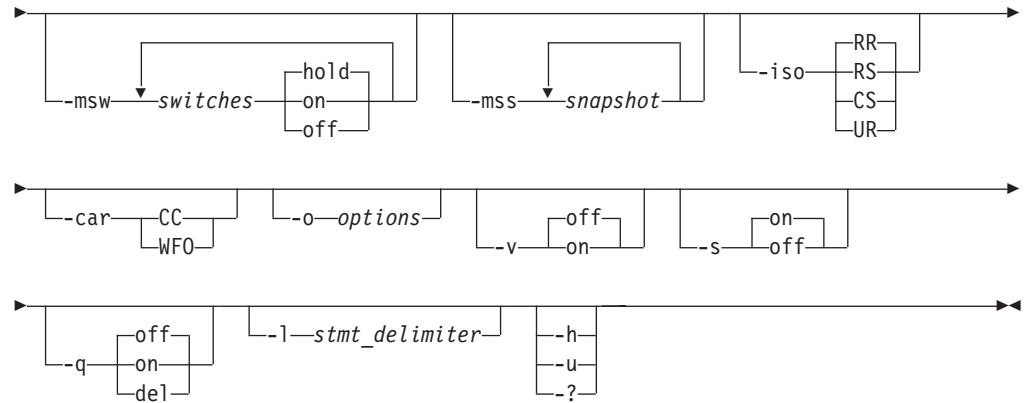 hold
RR
-msw switches on
-mss snapshot
-iso RS
off
CS
UR
off
on
-car CC
-o options
WFO
-v on
-s off
off
-l stmt_delimiter
-h
-q on
-u
del
-?